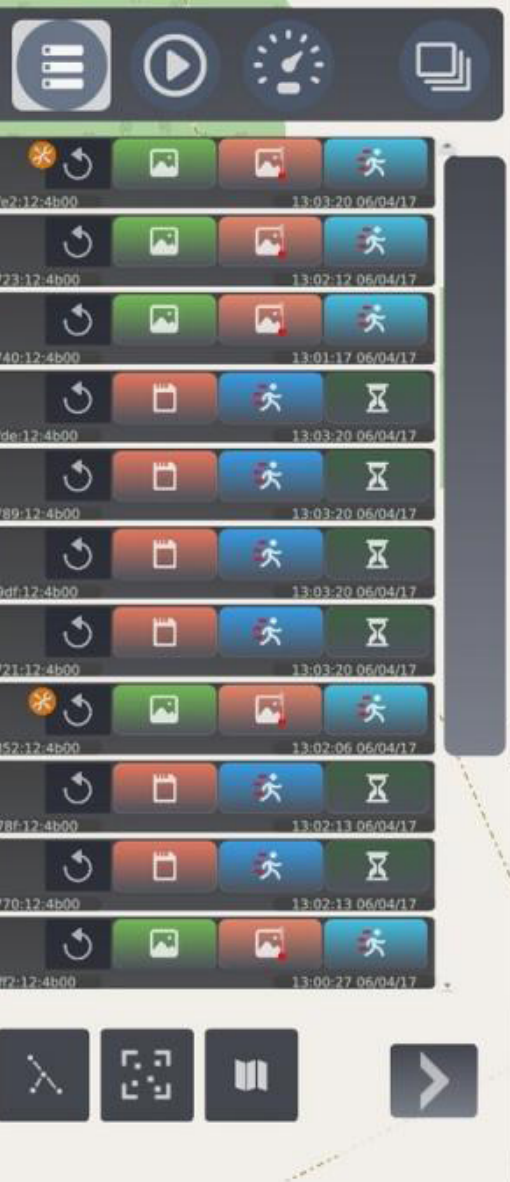 e2:12:4b00 13:03:20 06/04/17
723:12:4b00 13:02:12 06/04/17
740:12:4b00 13:01:17 06/04/17
de:12:4b00 13:03:20 06/04/17
789:12:4b00 13:03:20 06/04/17
9df:12:4b00 13:03:20 06/04/17
721:12:4b00 13:03:20 06/04/17
52:12:4b00 13:02:06 06/04/17
78f:12:4b00 13:02:13 06/04/17
770:12:4b00 13:02:13 06/04/17
ff2:12:4b00 13:00:27 06/04/17